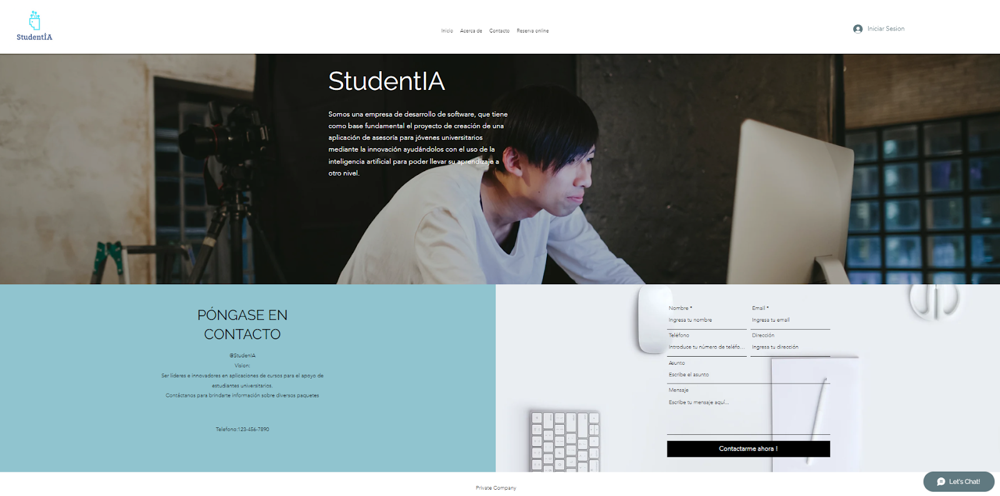 StudentİA
Inicio
Acerca de
Contacto
Reserva online
Iniciar Sesion
StudentIA
Somos una empresa de desarrollo de software, que tiene
como base fundamental el proyecto de creación de una
aplicación de asesoría para jóvenes universitarios
mediante la innovación ayudándolos con el uso de la
inteligencia artificial para poder llevar su aprendizaje a
otro nivel.
PÓNGASE EN
CONTACTO
@StudenIA
Vision:
Ser líderes e innovadores en aplicaciones de cursos para el apoyo de
estudiantes universitarios.
Contáctanos para brindarte información sobre diversos paquetes
Telefono:123-456-7890
Nombre *
Email *
Ingresa tu nombre
Ingresa tu email
Teléfono
Dirección
Introduce tu número de teléfo...
Ingresa tu dirección
Asunto
Escribe el asunto
Mensaje
Escribe tu mensaje aquí...
Contactarme ahora !
Private Company
Let's Chat!